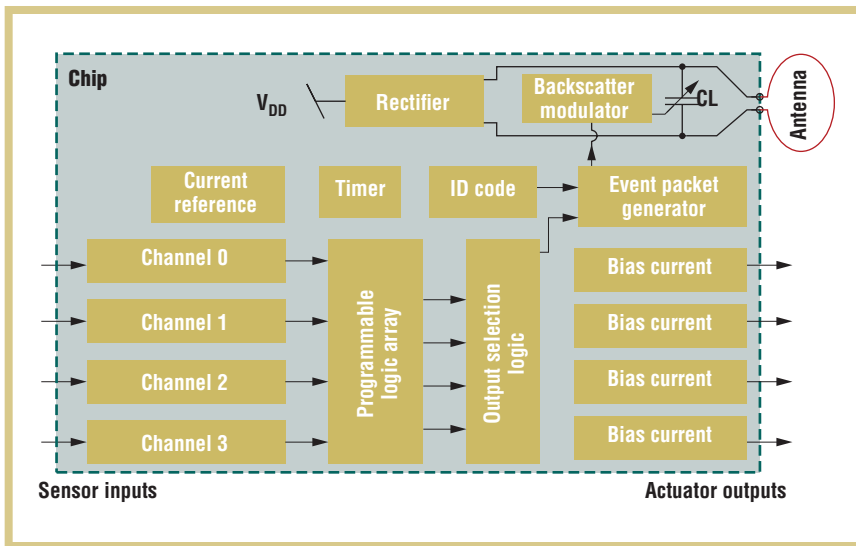 Chip
V_DD
Rectifier
Backscatter
modulator
CL
Antenna
Current
reference
Timer
ID code
Event packet
generator
Channel 0
Channel 1
Channel 2
Channel 3
Programmable
logic array
Output selection
logic
Bias current
Bias current
Bias current
Bias current
Sensor inputs
Actuator outputs